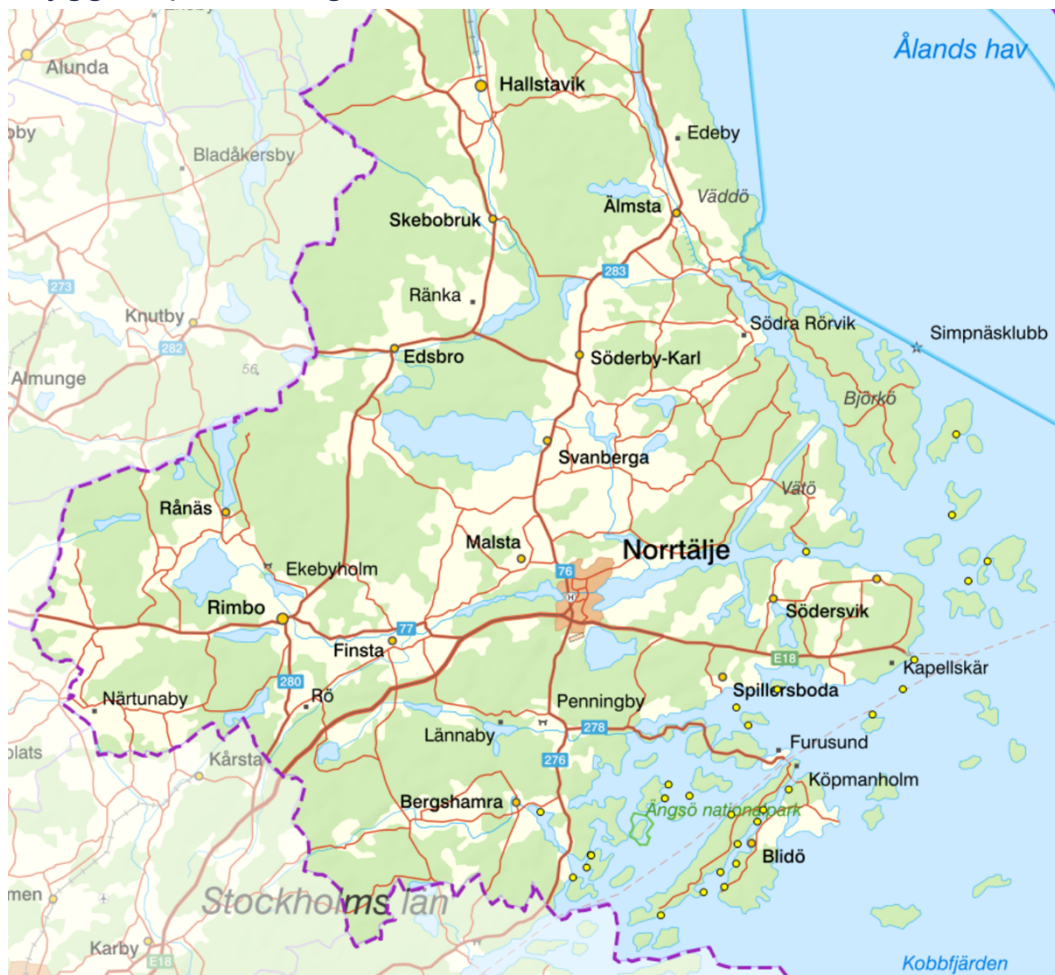 Ålands hav
Alunda
Hallstavik
Edeby
Bladåkersby
Väddö
Älmsta
Skebobruk
283
273
Ränka
Knutby
Södra Rörvik
Simpnäsklubb
282
Edsbro
Söderby-Karl
56
Almunge
Björkö
Svanberga
Vätö
Rånäs
Malsta
Norrtälje
Ekebyholm
76
H
Rimbo
Södersvik
77
Finsta
E18
Kapellskär
280
Spillersboda
Närtunaby
Rö
Penningby
Lännaby
278
Furusund
Kårsta
276
Köpmanholm
Bergshamra
Ängsö nationalpark
Blidö
Stockholms län
Karby
E18
Kobbfjärden